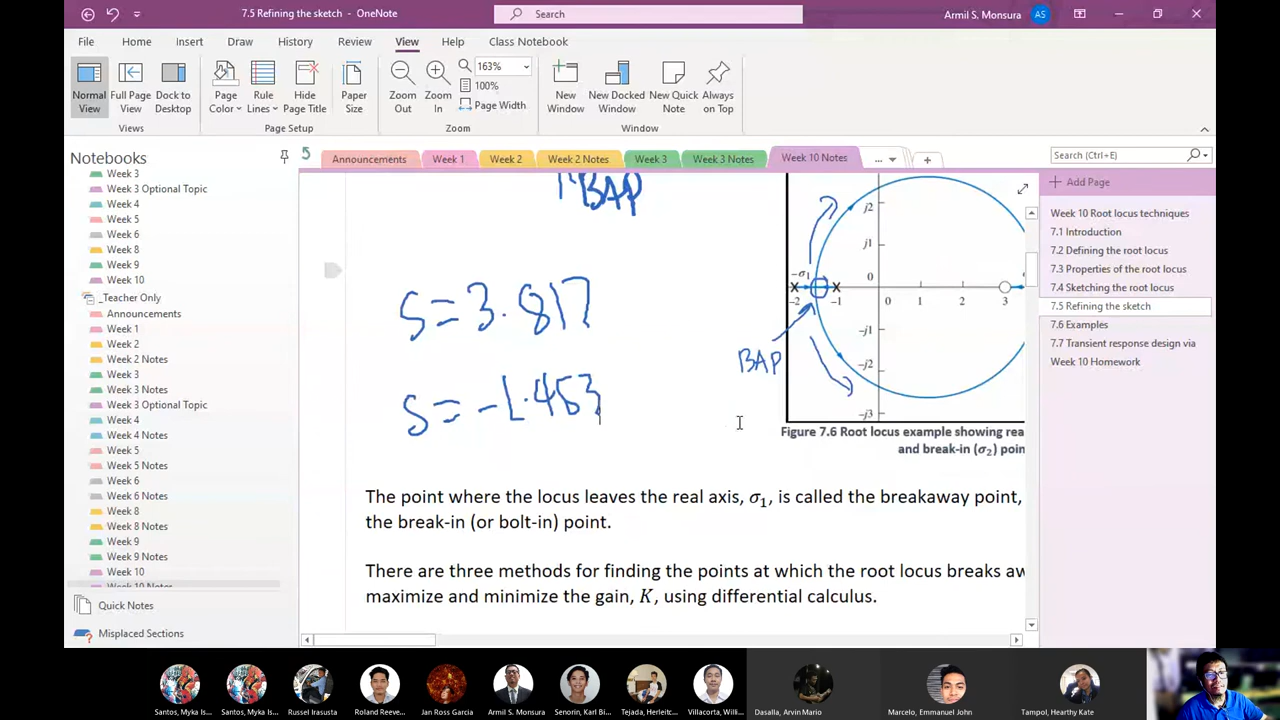 7.5 Refining the sketch - OneNote
Search
Armil S. Monsura
AS
File Home Insert Draw History Review View Help Class Notebook
Normal View
Full Page View
Dock to Desktop
Views
Page Color
Rule Lines
Hide Page Title
Paper Size
Page Setup
Zoom Out
Zoom In
163%
100%
Page Width
Zoom
New Window
New Docked Window
New Quick Note
Always on Top
Window
Notebooks
Announcements Week 1 Week 2 Week 2 Notes Week 3 Week 3 Notes Week 10 Notes ... +
Search (Ctrl+E)
Week 3
Week 3 Optional Topic
Week 4
Week 5
Week 6
Week 8
Week 9
Week 10
_Teacher Only
Announcements
Week 1
Week 2
Week 2 Notes
Week 3
Week 3 Notes
Week 3 Optional Topic
Week 4
Week 4 Notes
Week 5
Week 5 Notes
Week 6
Week 6 Notes
Week 8
Week 8 Notes
Week 9
Week 9 Notes
Week 10
Week 10 Notes
Quick Notes
Misplaced Sections
BAP
S=3.817
S=-1.453
j2
j1
0
-σ1
-2 -1 0 1 2 3
-j1
BAP
-j2
-j3
Figure 7.6 Root locus example showing rea
and break-in (σ2) poin
The point where the locus leaves the real axis, σ1, is called the breakaway point,
the break-in (or bolt-in) point.
There are three methods for finding the points at which the root locus breaks aw
maximize and minimize the gain, K, using differential calculus.
Add Page
Week 10 Root locus techniques
7.1 Introduction
7.2 Defining the root locus
7.3 Properties of the root locus
7.4 Sketching the root locus
7.5 Refining the sketch
7.6 Examples
7.7 Transient response design via
Week 10 Homework
Santos, Myka Is... Santos, Myka Is... Russel Irasusta Roland Reeve... Jan Ross Garcia Armil S. Monsura Senorin, Karl Bi... Tejada, Herleitc... Villacorta, Willi... Dasalla, Arvin Mario Marcelo, Emmanuel John Tampol, Hearthy Kate